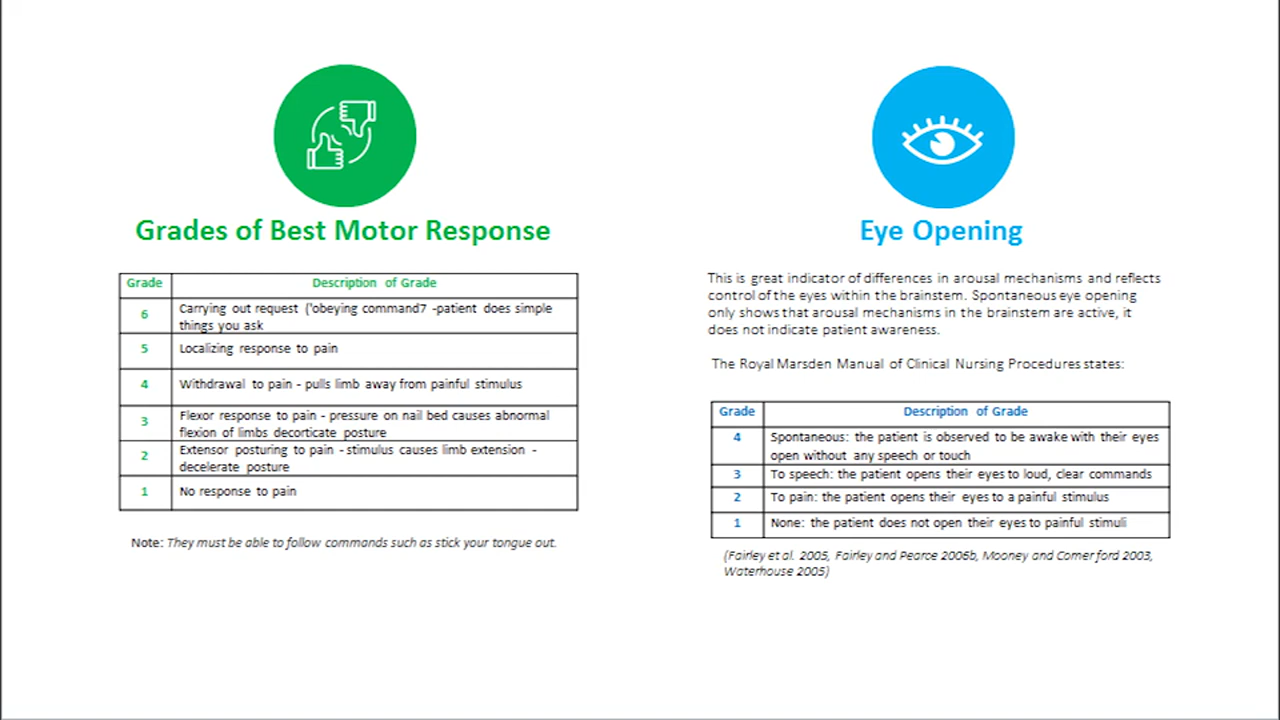 Grades of Best Motor Response
Grade Description of Grade
6 Carrying out request ('obeying command7 -patient does simple
things you ask
5 Localizing response to pain
4 Withdrawal to pain - pulls limb away from painful stimulus
3 Flexor response to pain - pressure on nail bed causes abnormal
flexion of limbs decorticate posture
2 Extensor posturing to pain - stimulus causes limb extension -
decelerate posture
1 No response to pain
Note: They must be able to follow commands such as stick your tongue out.
Eye Opening
This is great indicator of differences in arousal mechanisms and reflects
control of the eyes within the brainstem. Spontaneous eye opening
only shows that arousal mechanisms in the brainstem are active, it
does not indicate patient awareness.
The Royal Marsden Manual of Clinical Nursing Procedures states:
Grade Description of Grade
4 Spontaneous: the patient is observed to be awake with their eyes
open without any speech or touch
3 To speech: the patient opens their eyes to loud, clear commands
2 To pain: the patient opens their eyes to a painful stimulus
1 None: the patient does not open their eyes to painful stimuli
(Fairley et al. 2005, Fairley and Pearce 2006b, Mooney and Comerford 2003,
Waterhouse 2005)